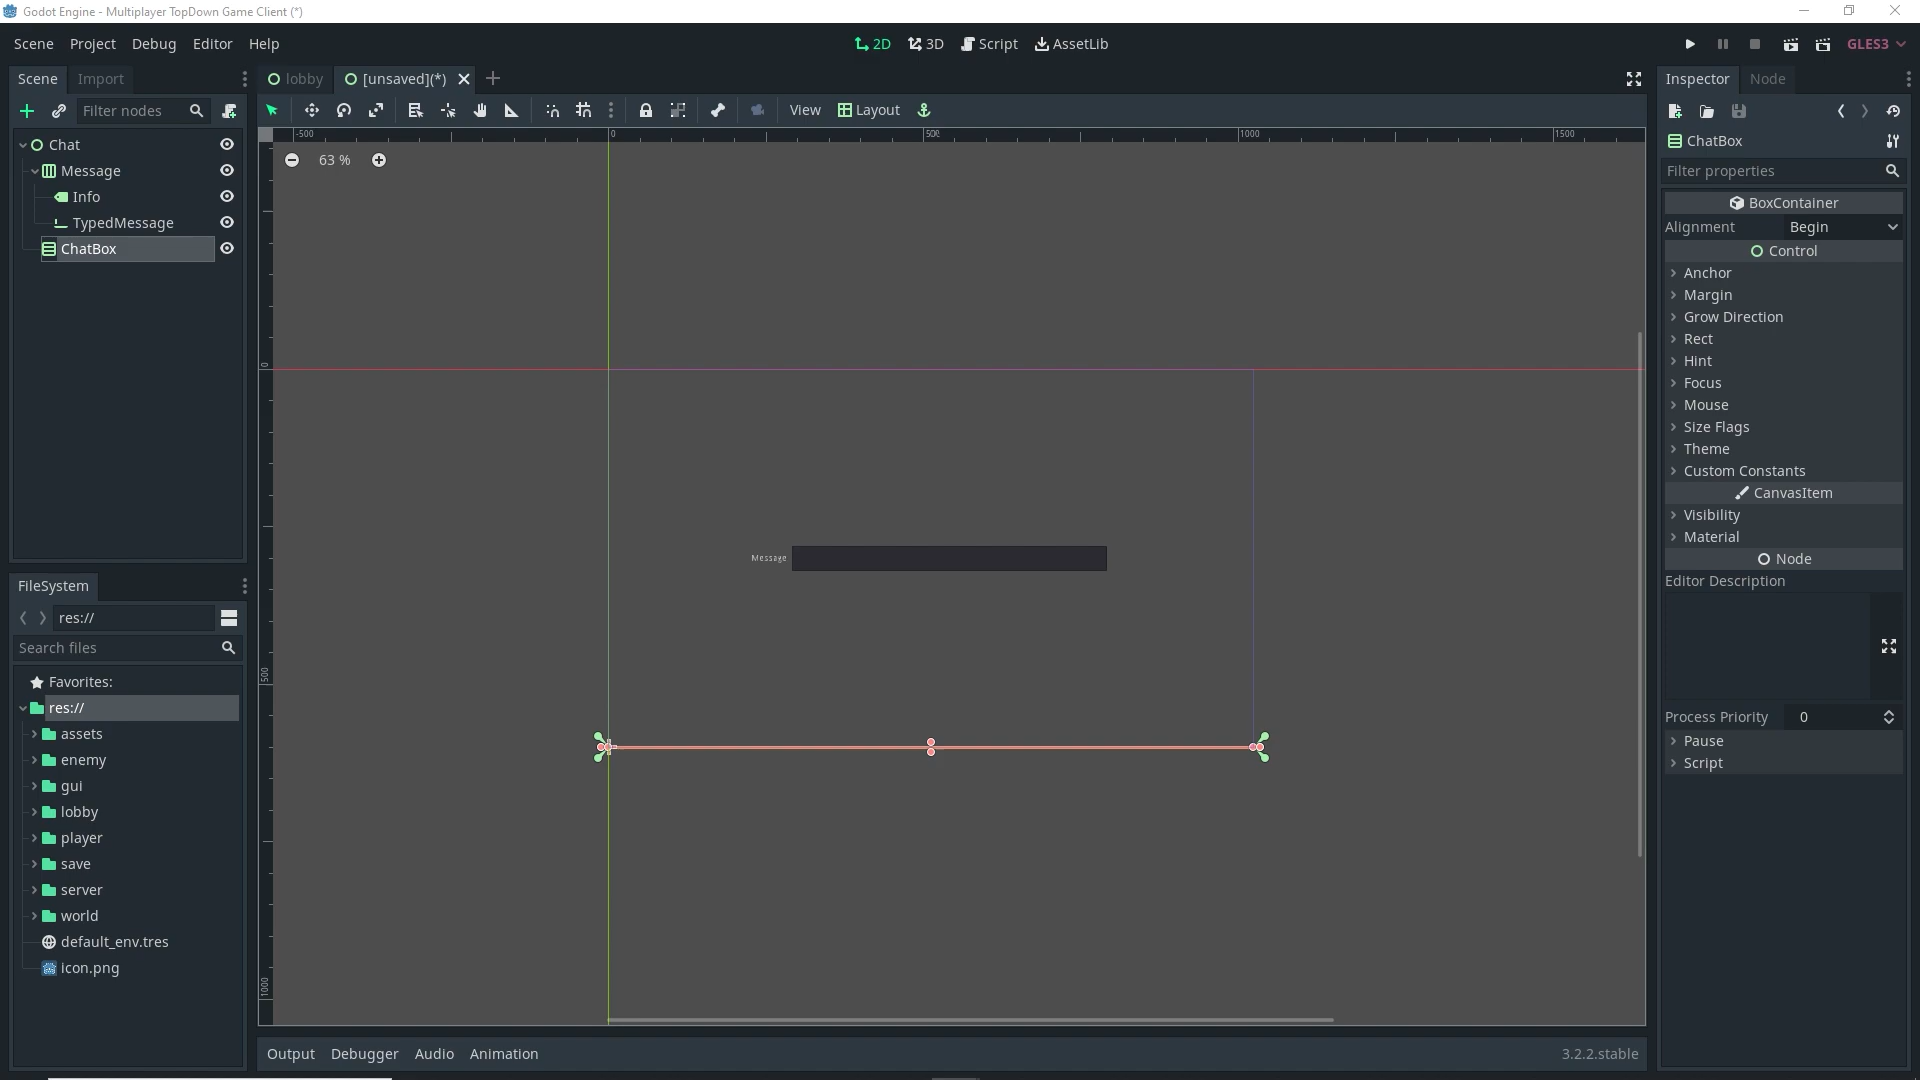 Godot Engine - Multiplayer TopDown Game Client (*)
Scene Project Debug Editor Help
2D 3D Script AssetLib
GLES3
Scene Import
lobby [unsaved](*)
Inspector Node
Filter nodes
View Layout
Chat
Message
Info
TypedMessage
ChatBox
-500 0 500 1000 1500
63 %
0
500
1000
Message
ChatBox
Filter properties
BoxContainer
Alignment Begin
Control
Anchor
Margin
Grow Direction
Rect
Hint
Focus
Mouse
Size Flags
Theme
Custom Constants
CanvasItem
Visibility
Material
Node
Editor Description
Process Priority 0
Pause
Script
FileSystem
res://
Search files
Favorites:
res://
assets
enemy
gui
lobby
player
save
server
world
default_env.tres
icon.png
Output Debugger Audio Animation
3.2.2.stable